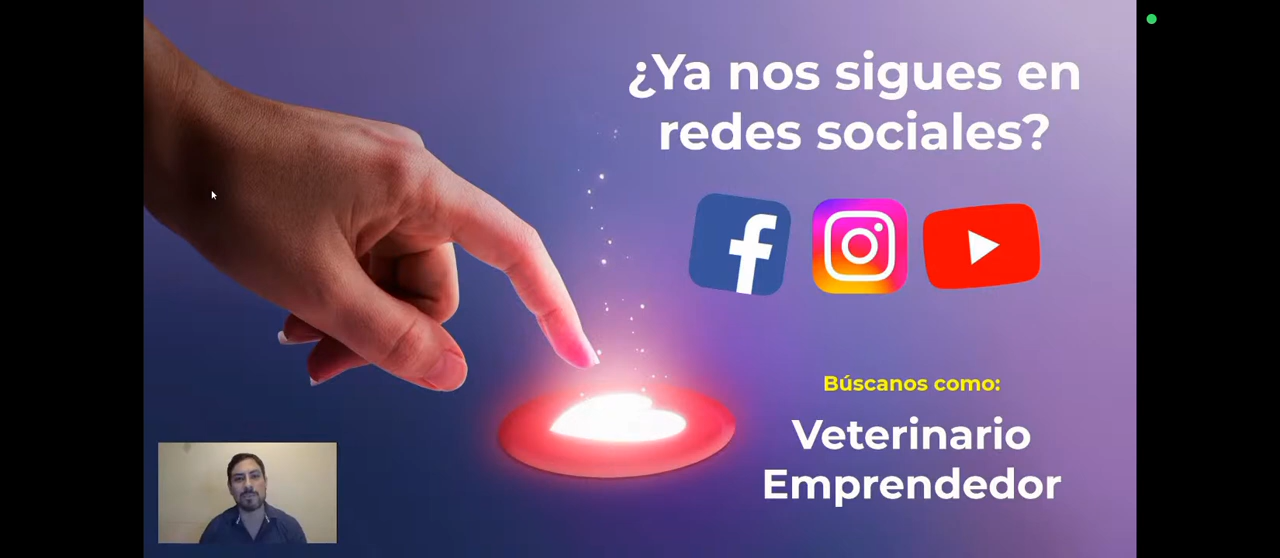 ¿Ya nos sigues en
redes sociales?
Búscanos como:
Veterinario
Emprendedor